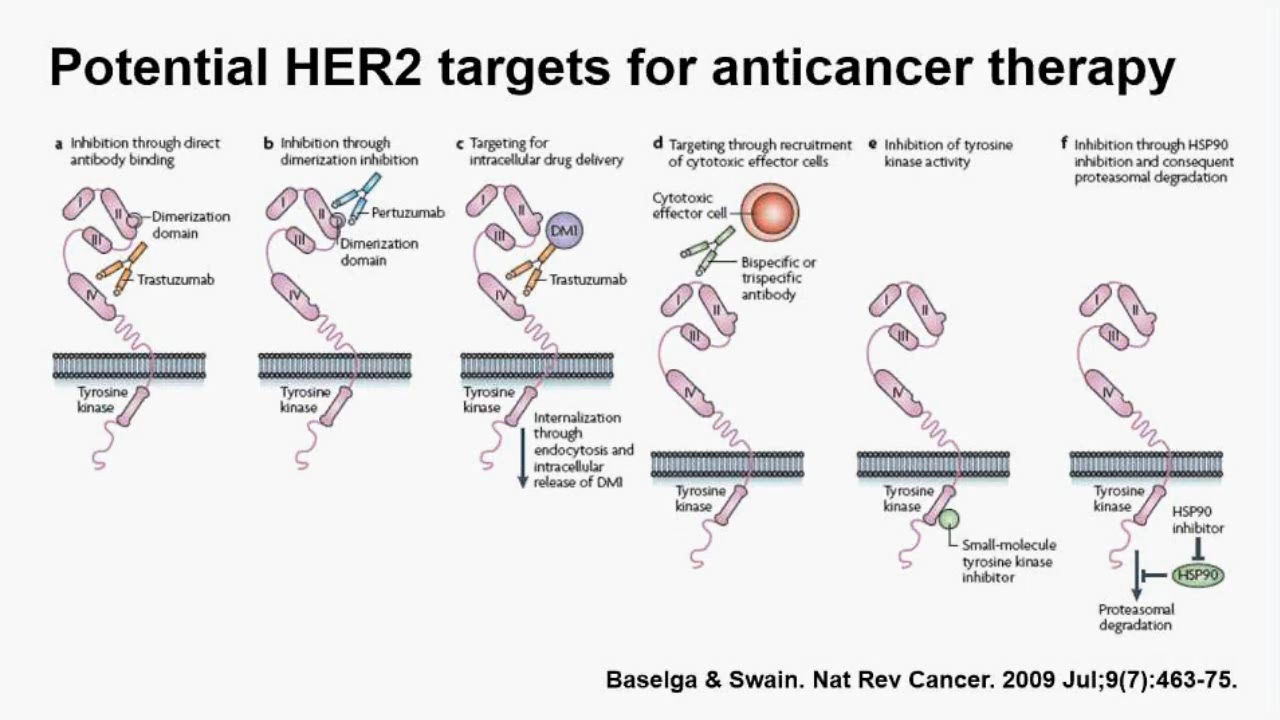 Potential HER2 targets for anticancer therapy
a Inhibition through direct
antibody binding
I
II
III
IV
Dimerization
domain
Trastuzumab
Tyrosine
kinase
b Inhibition through
dimerization inhibition
I
II
III
IV
Pertuzumab
Dimerization
domain
Tyrosine
kinase
c Targeting for
intracellular drug delivery
I
II
III
IV
DM1
Trastuzumab
Tyrosine
kinase
Internalization
through
endocytosis and
intracellular
release of DM1
d Targeting through recruitment
of cytotoxic effector cells
Cytotoxic
effector cell
Bispecific or
trispecific
antibody
I
II
III
IV
Tyrosine
kinase
e Inhibition of tyrosine
kinase activity
I
II
III
IV
Tyrosine
kinase
Small-molecule
tyrosine kinase
inhibitor
f Inhibition through HSP90
inhibition and consequent
proteasomal degradation
I
II
III
IV
Tyrosine
kinase
HSP90
inhibitor
HSP90
Proteasomal
degradation
Baselga & Swain. Nat Rev Cancer. 2009 Jul;9(7):463-75.